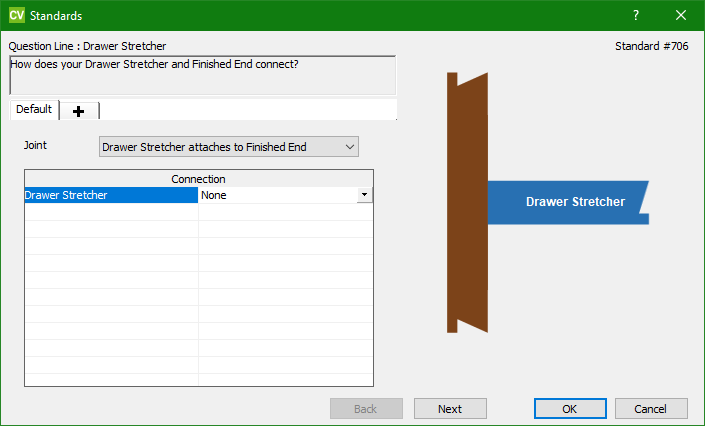 CV Standards ?
Question Line : Drawer Stretcher Standard #706
How does your Drawer Stretcher and Finished End connect?
Default
Joint Drawer Stretcher attaches to Finished End
Connection
Drawer Stretcher None
Drawer Stretcher
Back Next OK Cancel